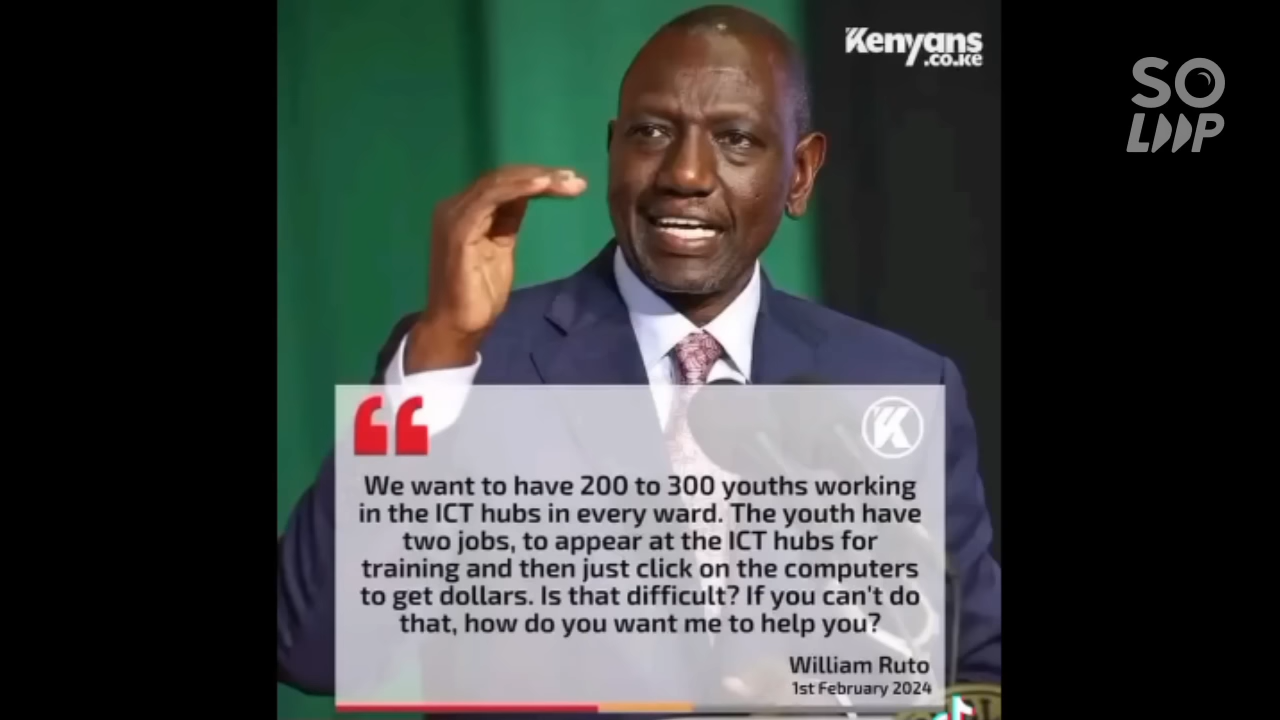 Kenyans
.co.ke
SO
LOOP
We want to have 200 to 300 youths working
in the ICT hubs in every ward. The youth have
two jobs, to appear at the ICT hubs for
training and then just click on the computers
to get dollars. Is that difficult? If you can't do
that, how do you want me to help you?
William Ruto
1st February 2024